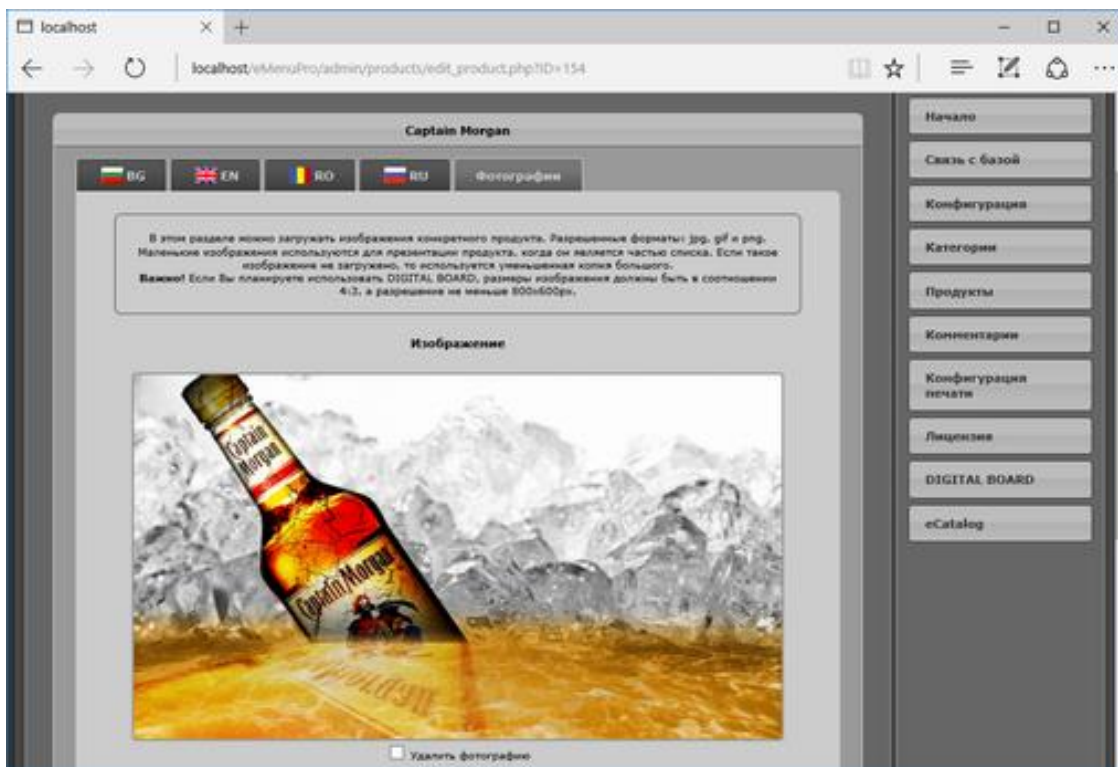 localhost
localhost/eMenuPro/admin/products/edit_product.php?ID=154
Captain Morgan
BG EN RO RU Фотографии
В этом разделе можно загружать изображения конкретного продукта. Разрешенные форматы: jpg, gif и png.
Маленькие изображения используются для презентации продукта, когда он является частью списка. Если такое
изображение не загружено, то используется уменьшенная копия большого.
Важно! Если Вы планируете использовать DIGITAL BOARD, размеры изображения должны быть в соотношении
4:3, а разрешение не меньше 800x600px.
Изображение
Captain
Morgan
Captain Morgan
Удалить фотографию
Начало
Связь с базой
Конфигурация
Категории
Продукты
Комментарии
Конфигурация
печати
Лицензия
DIGITAL BOARD
eCatalog